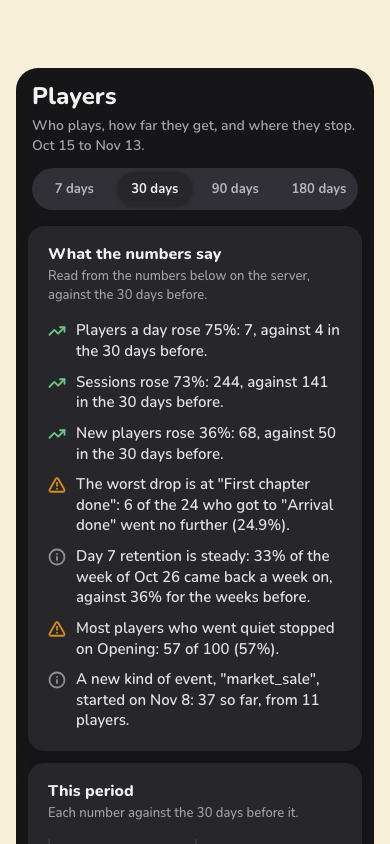 Players
Who plays, how far they get, and where they stop.
Oct 15 to Nov 13.
7 days
30 days
90 days
180 days
What the numbers say
Read from the numbers below on the server,
against the 30 days before.
Players a day rose 75%: 7, against 4 in
the 30 days before.
Sessions rose 73%: 244, against 141
in the 30 days before.
New players rose 36%: 68, against 50
in the 30 days before.
The worst drop is at "First chapter
done": 6 of the 24 who got to "Arrival
done" went no further (24.9%).
Day 7 retention is steady: 33% of the
week of Oct 26 came back a week on,
against 36% for the weeks before.
Most players who went quiet stopped
on Opening: 57 of 100 (57%).
A new kind of event, "market_sale",
started on Nov 8: 37 so far, from 11
players.
This period
Each number against the 30 days before it.